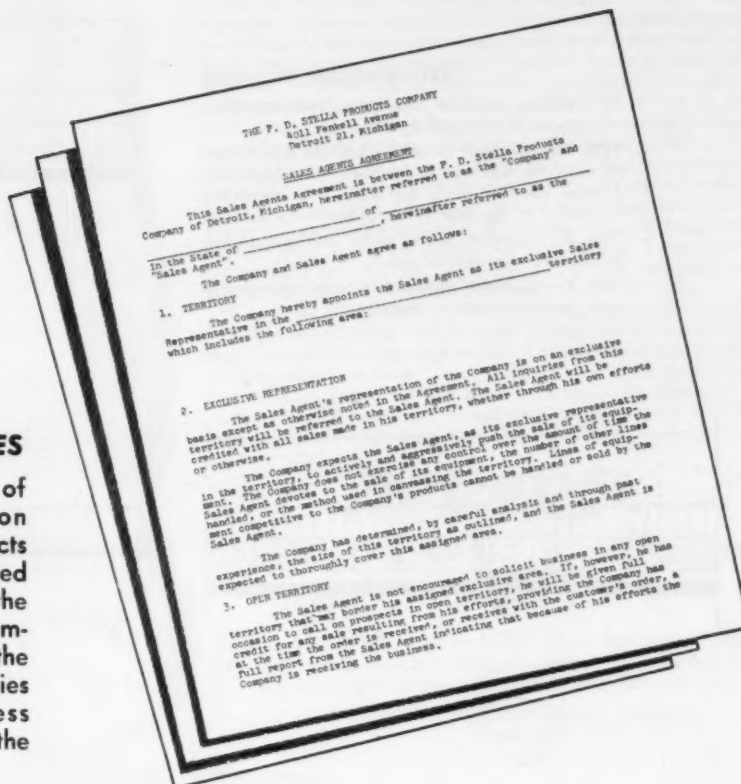 THE F. D. STELLA PRODUCTS COMPANY
4011 Fenkell Avenue
Detroit 21, Michigan
SALES AGENTS AGREEMENT
This Sales Agents Agreement is between the F. D. Stella Products
Company of Detroit, Michigan, hereinafter referred to as the "Company" and
of
in the State of , hereinafter referred to as the
"Sales Agent".
The Company and Sales Agent agree as follows:
1. TERRITORY
The Company hereby appoints the Sales Agent as its exclusive Sales
Representative in the territory
which includes the following area:
2. EXCLUSIVE REPRESENTATION
The Sales Agent's representation of the Company is on an exclusive
basis except as otherwise noted in the Agreement. All inquiries from this
territory will be referred to the Sales Agent. The Sales Agent will be
credited with all sales made in his territory, whether through his own efforts
or otherwise.
The Company expects the Sales Agent, as its exclusive representative
in the territory, to actively and aggressively push the sale of its equip-
ment. The Company does not exercise any control over the amount of time the
Sales Agent devotes to the sale of its equipment, the number of other lines
handled, or the method used in canvassing the territory. Lines of equip-
ment competitive to the Company's products cannot be handled or sold by the
Sales Agent.
The Company has determined, by careful analysis and through past
experience, the size of this territory as outlined, and the Sales Agent is
expected to thoroughly cover this assigned area.
3. OPEN TERRITORY
The Sales Agent is not encouraged to solicit business in any open
territory that may border his assigned exclusive area. If, however, he has
occasion to call on prospects in open territory, he will be given full
credit for any sale resulting from his efforts, providing the Company has
at the time the order is received, or receives with the customer's order, a
full report from the Sales Agent indicating that because of his efforts the
Company is receiving the business.
ES
of
on
cts
ed
he
m-
the
ies
ess
the